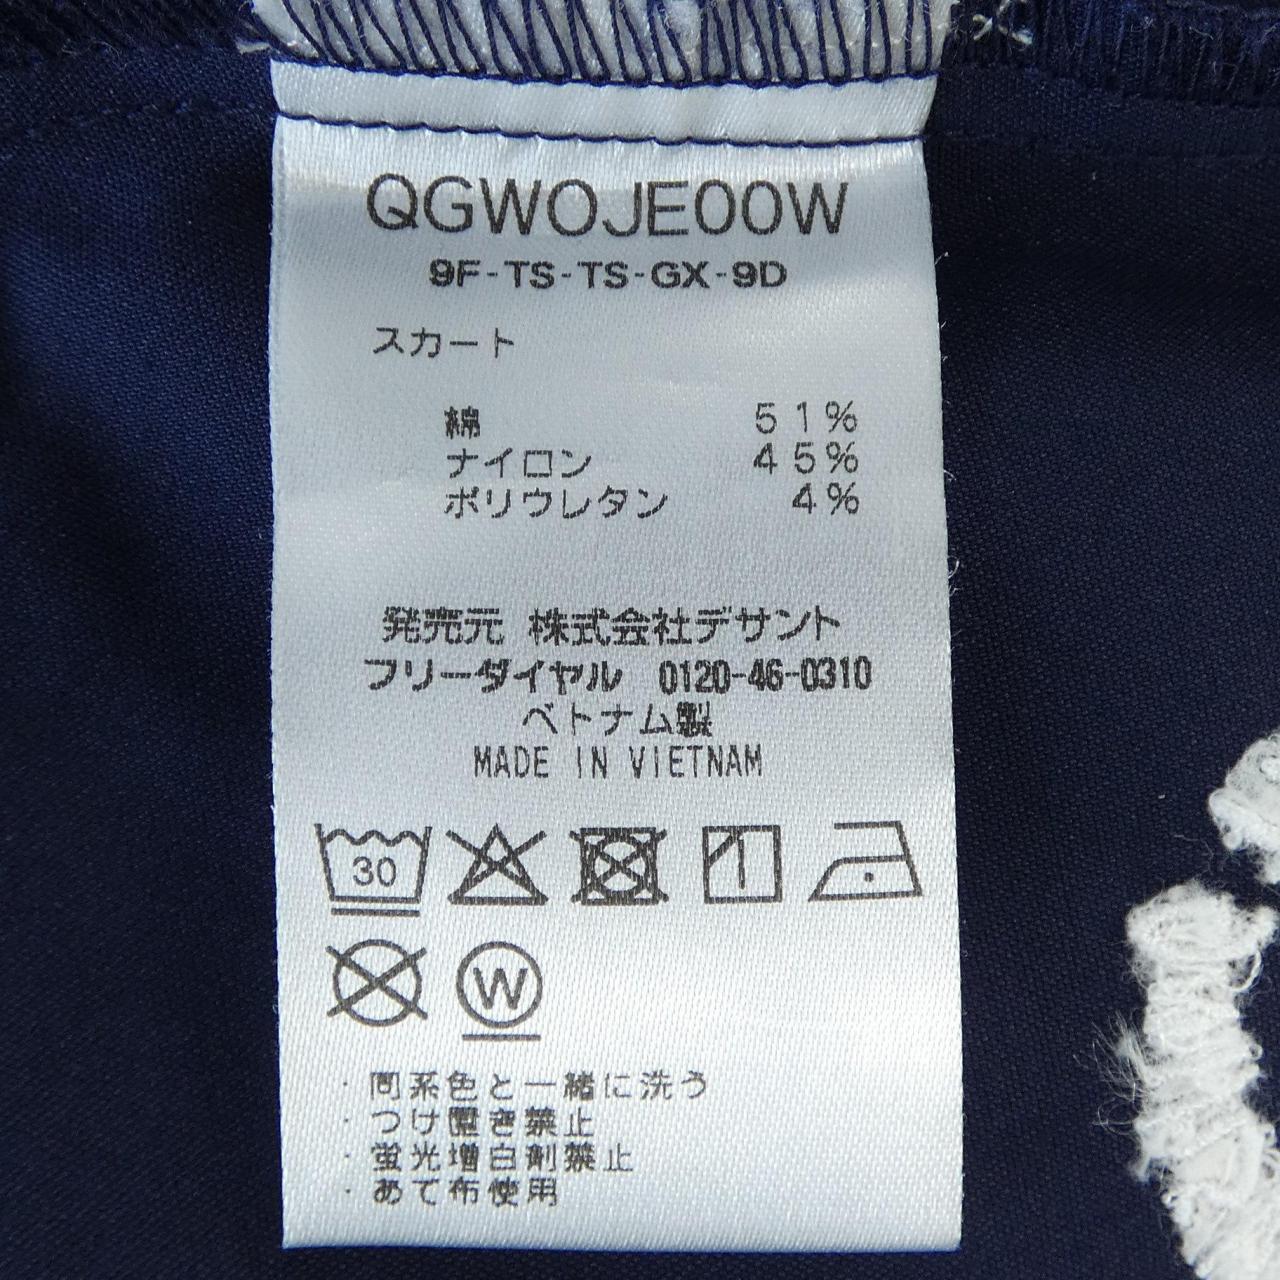 QGWOJE00W
9F-TS-TS-GX-9D
スカート
綿 51%
ナイロン 45%
ポリウレタン 4%
発売元 株式会社デサント
フリーダイヤル 0120-46-0310
ベトナム製
MADE IN VIETNAM
30
W
・同系色と一緒に洗う
・つけ置き禁止
・蛍光増白剤禁止
・あて布使用